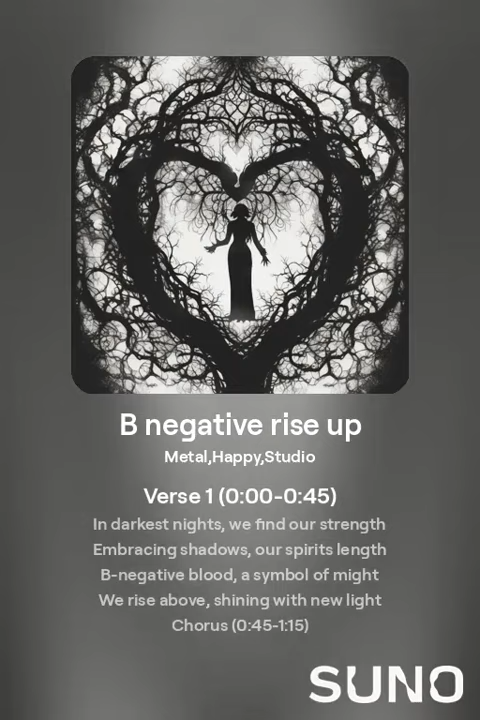 B negative rise up
Metal,Happy,Studio
Verse 1 (0:00-0:45)
In darkest nights, we find our strength
Embracing shadows, our spirits length
B-negative blood, a symbol of might
We rise above, shining with new light
Chorus (0:45-1:15)
SUNO